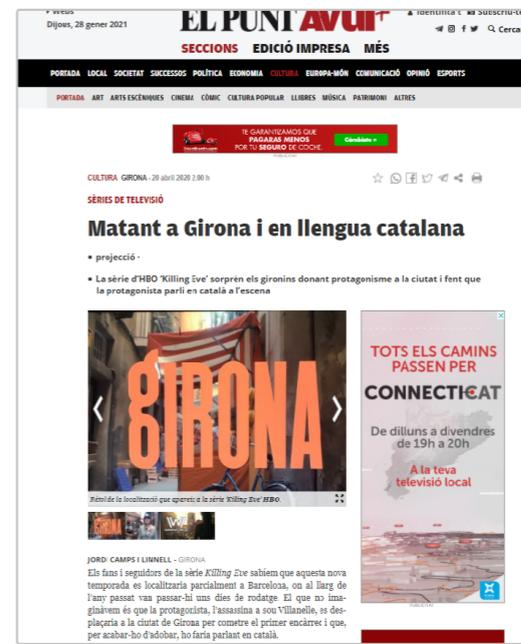 Dijous, 28 gener 2021
EL PUNT AVUI+
Cerca
SECCIONS EDICIÓ IMPRESA MÉS
PORTADA LOCAL SOCIETAT SUCCESSOS POLÍTICA ECONOMIA CULTURA EUROPA-MÓN COMUNICACIÓ OPINIÓ ESPORTS
PORTADA ART ARTS ESCÈNIQUES CINEMA CÒMIC CULTURA POPULAR LLIBRES MÚSICA PATRIMONI ALTRES
TE GARANTIZAMOS QUE
PAGARAS MENOS
POR TU SEGURO DE COCHE.
PUBLICITAT
CULTURA GIRONA - 20 abril 2020 2.00 h
SÈRIES DE TELEVISIÓ
Matant a Girona i en llengua catalana
• projecció ·
• La sèrie d'HBO 'Killing Eve' sorprèn els gironins donant protagonisme a la ciutat i fent que
la protagonista parli en català a l'escena
GIRONA
Rètol de la localització que apareix a la sèrie 'Killing Eve' HBO.
GIRONA
JORDI CAMPS I LINNELL - GIRONA
Els fans i seguidors de la sèrie Killing Eve sabíem que aquesta nova
temporada es localitzaria parcialment a Barcelona, on al llarg de
l'any passat van passar-hi uns dies de rodatge. El que no ima-
ginàvem és que la protagonista, l'assassina a sou Villanelle, es des-
plaçaria a la ciutat de Girona per cometre el primer encàrrec i que,
per acabar-ho d'adobar, ho faria parlant en català.
TOTS ELS CAMINS
PASSEN PER
CONNECTICAT
De dilluns a divendres
de 19h a 20h
A la teva
televisió local
PUBLICITAT